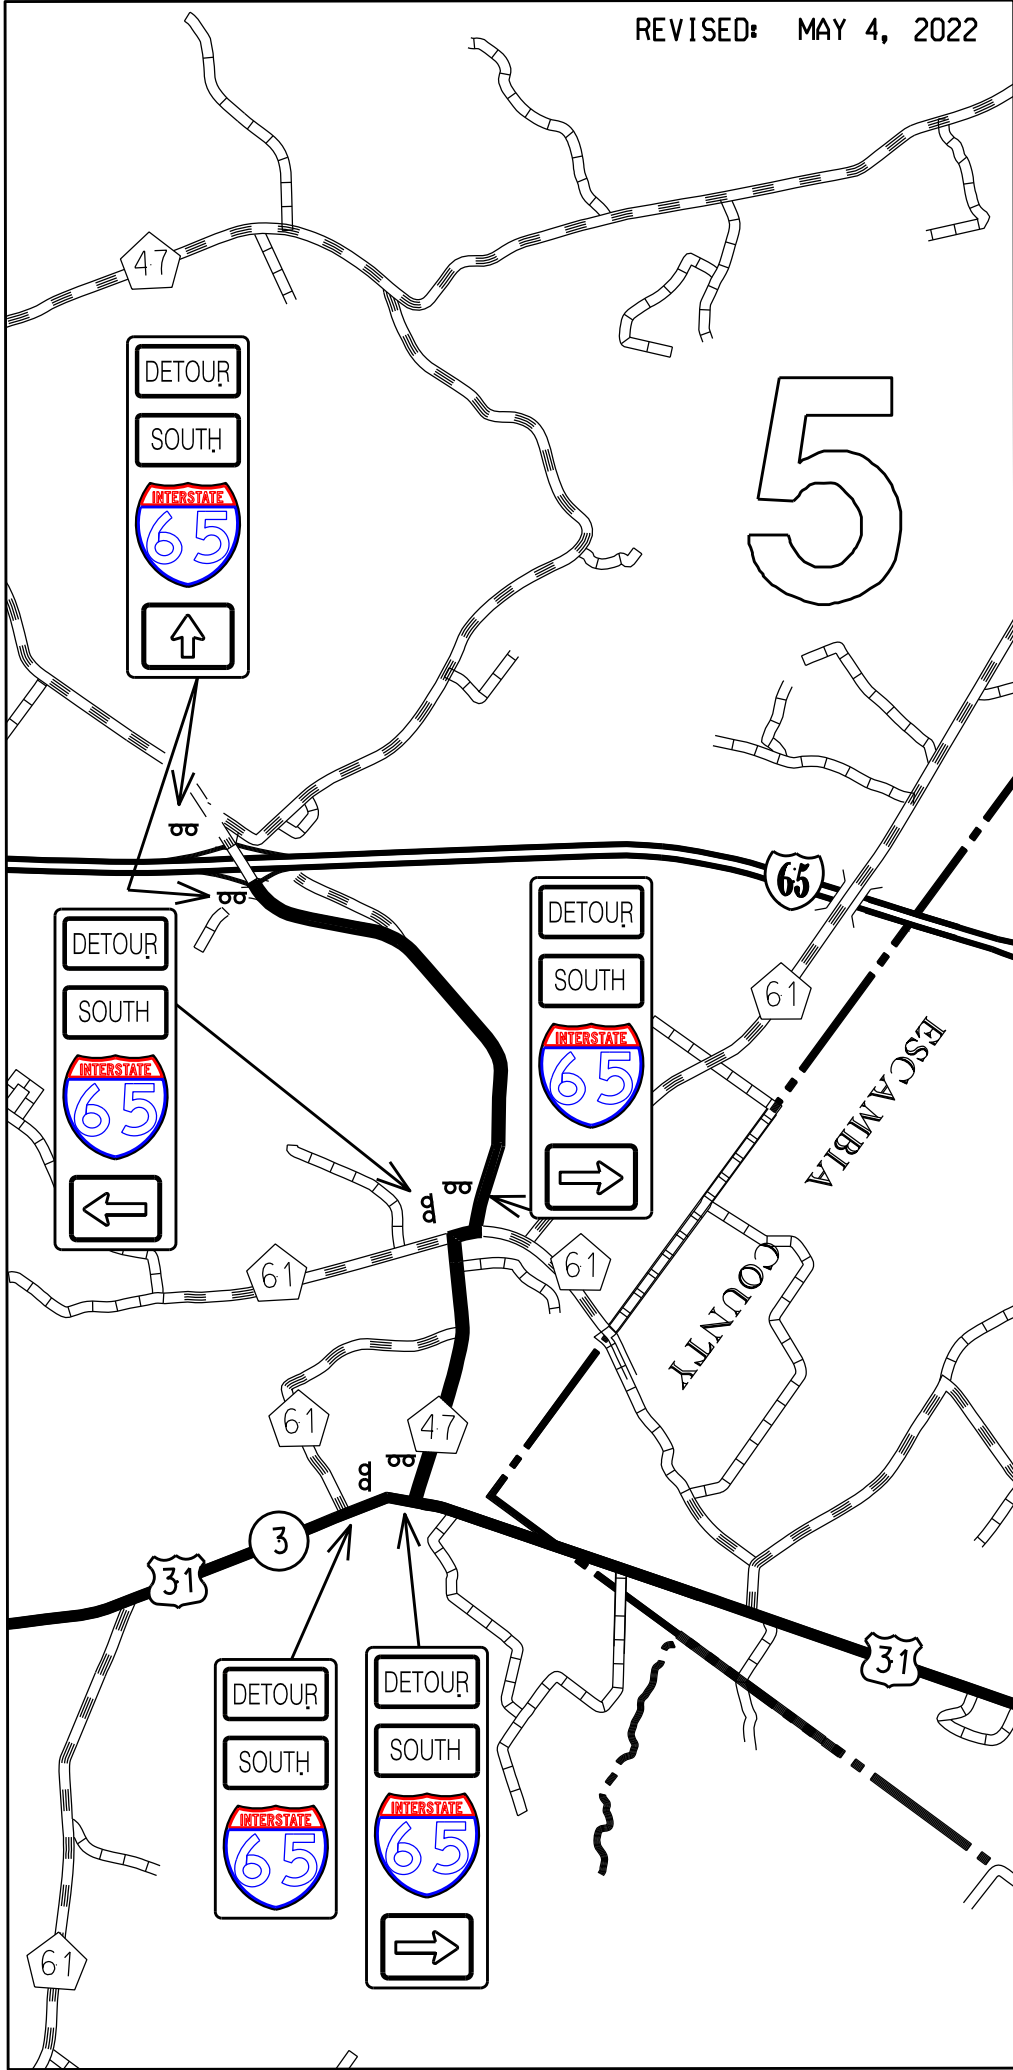 REVISED: MAY 4, 2022
47
DETOUR
SOUTH
INTERSTATE
65
5
65
DETOUR
SOUTH
INTERSTATE
65
DETOUR
SOUTH
INTERSTATE
65
61
ESCAMBIA
COUNTY
61
61
61
47
3
31
31
DETOUR
SOUTH
INTERSTATE
65
DETOUR
SOUTH
INTERSTATE
65
61